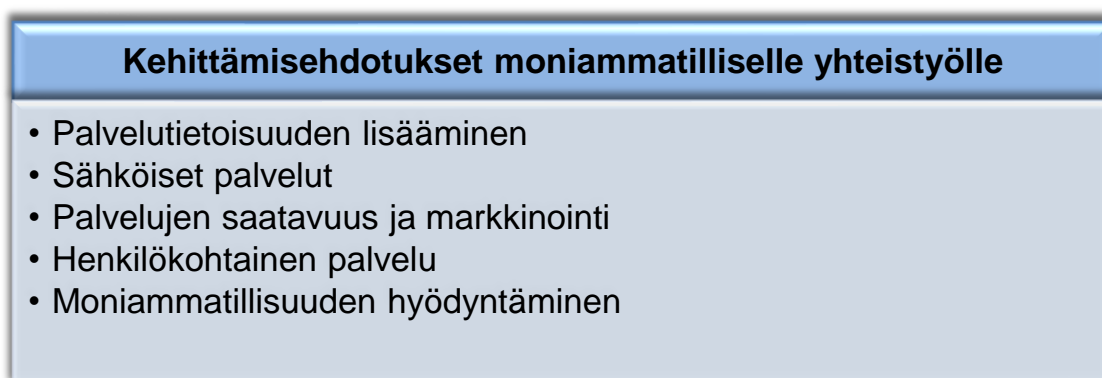 Kehittämisehdotukset moniammatilliselle yhteistyölle
• Palvelutietoisuuden lisääminen
• Sähköiset palvelut
• Palvelujen saatavuus ja markkinointi
• Henkilökohtainen palvelu
• Moniammatillisuuden hyödyntäminen